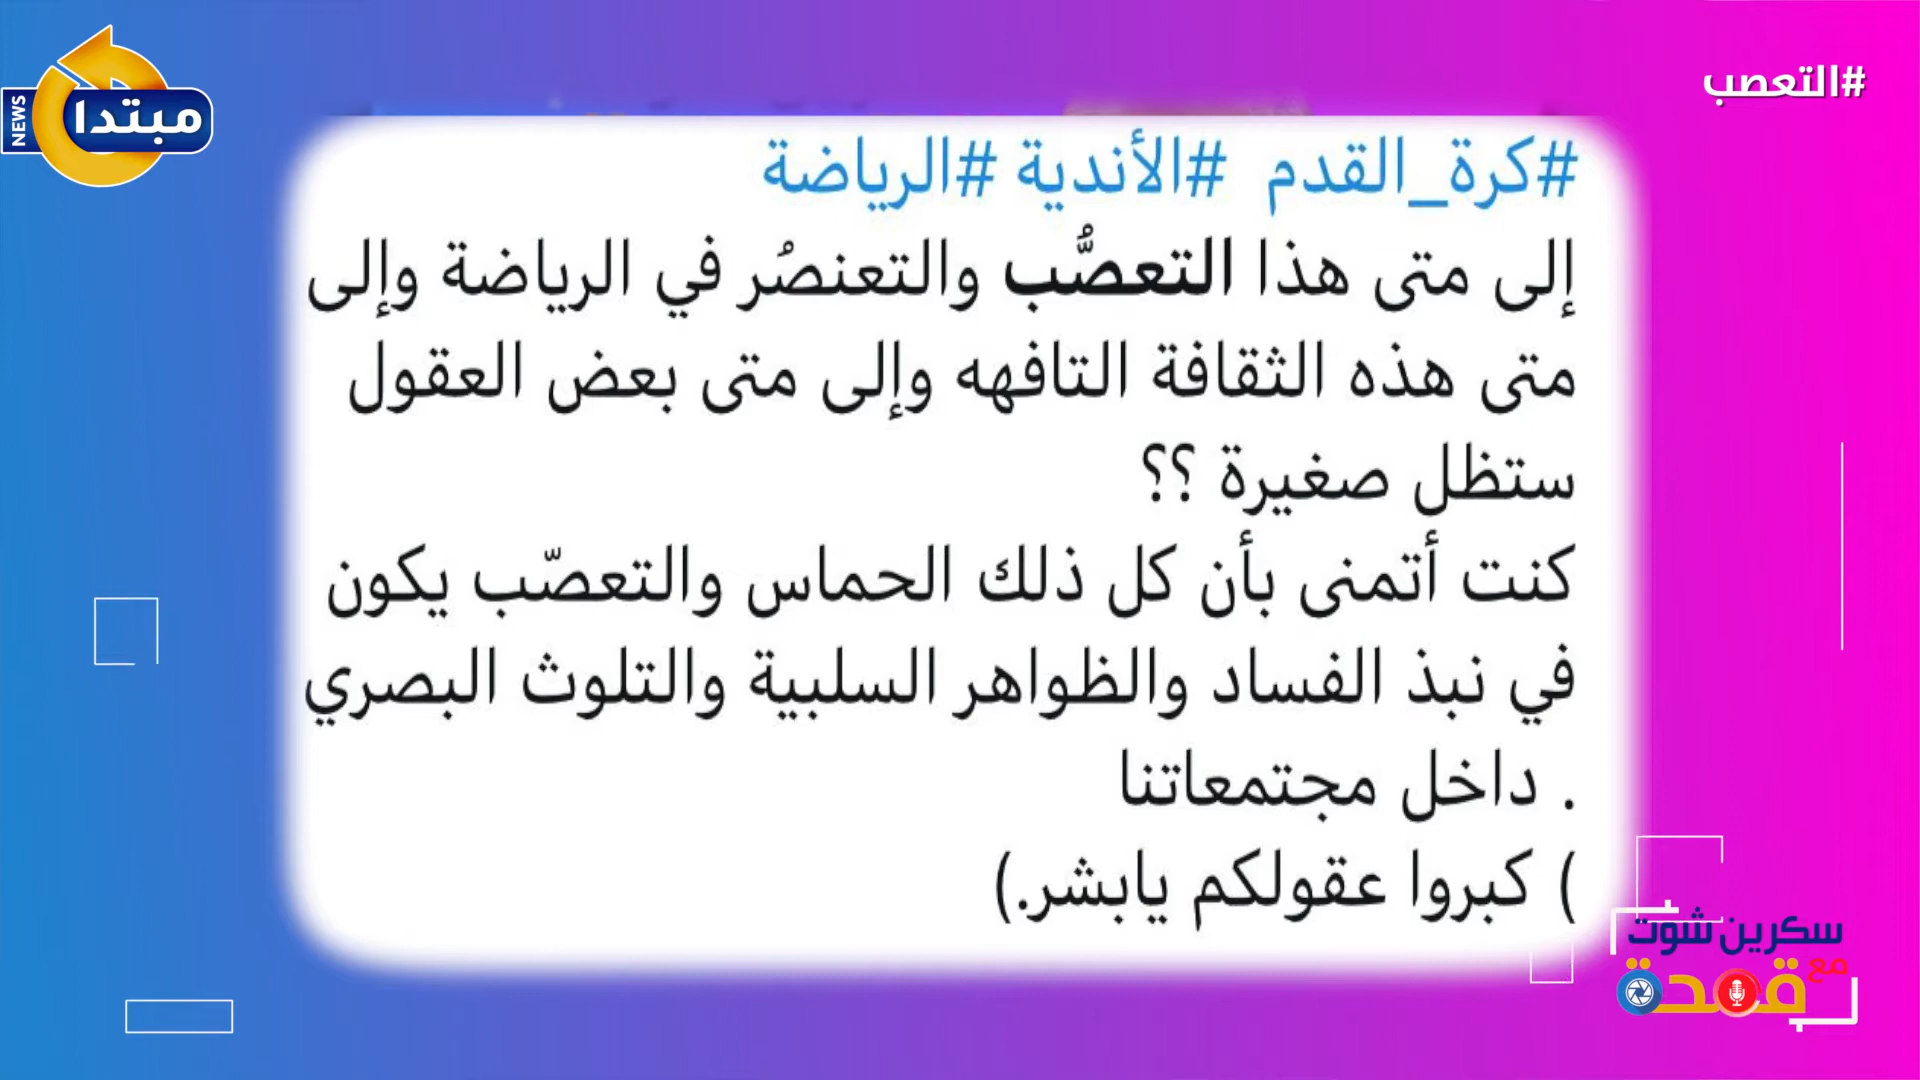 NEWS
مبتدا
#التعصب
#كرة_القدم #الأندية #الرياضة
إلى متى هذا التعصُّب والتعنصُر في الرياضة وإلى
متى هذه الثقافة التافهه وإلى متى بعض العقول
ستظل صغيرة ؟؟
كنت أتمنى بأن كل ذلك الحماس والتعصّب يكون
في نبذ الفساد والظواهر السلبية والتلوث البصري
. داخل مجتمعاتنا
) كبروا عقولكم يابشر.)
سكرين شوت
مع